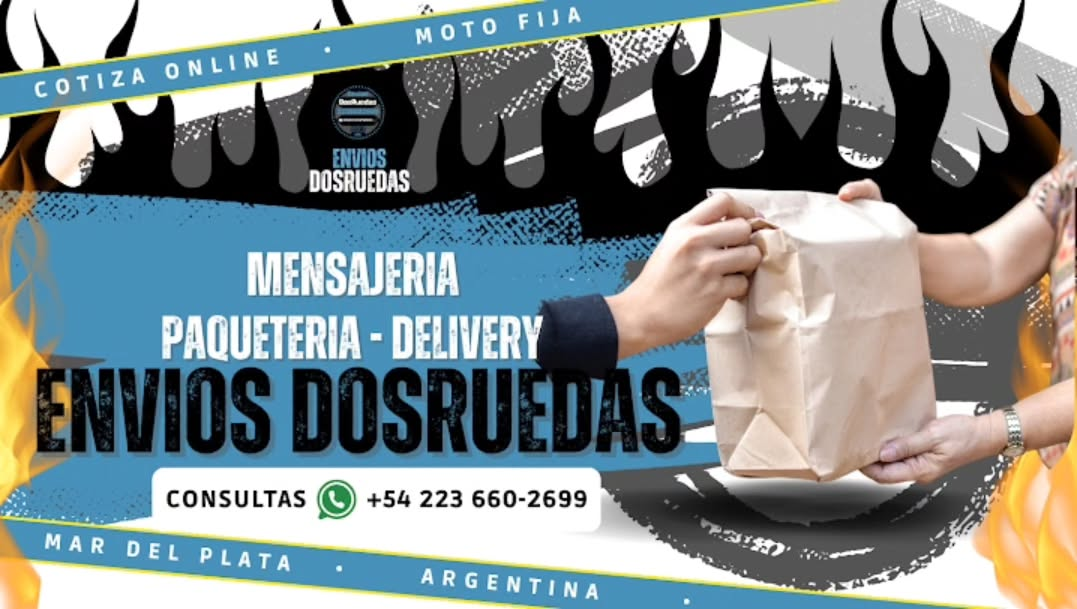 COTIZA ONLINE • MOTO FIJA
DosRuedas
ENVIOS
DOSRUEDAS
MENSAJERIA
PAQUETERIA - DELIVERY
ENVIOS DOSRUEDAS
CONSULTAS +54 223 660-2699
MAR DEL PLATA • ARGENTINA •